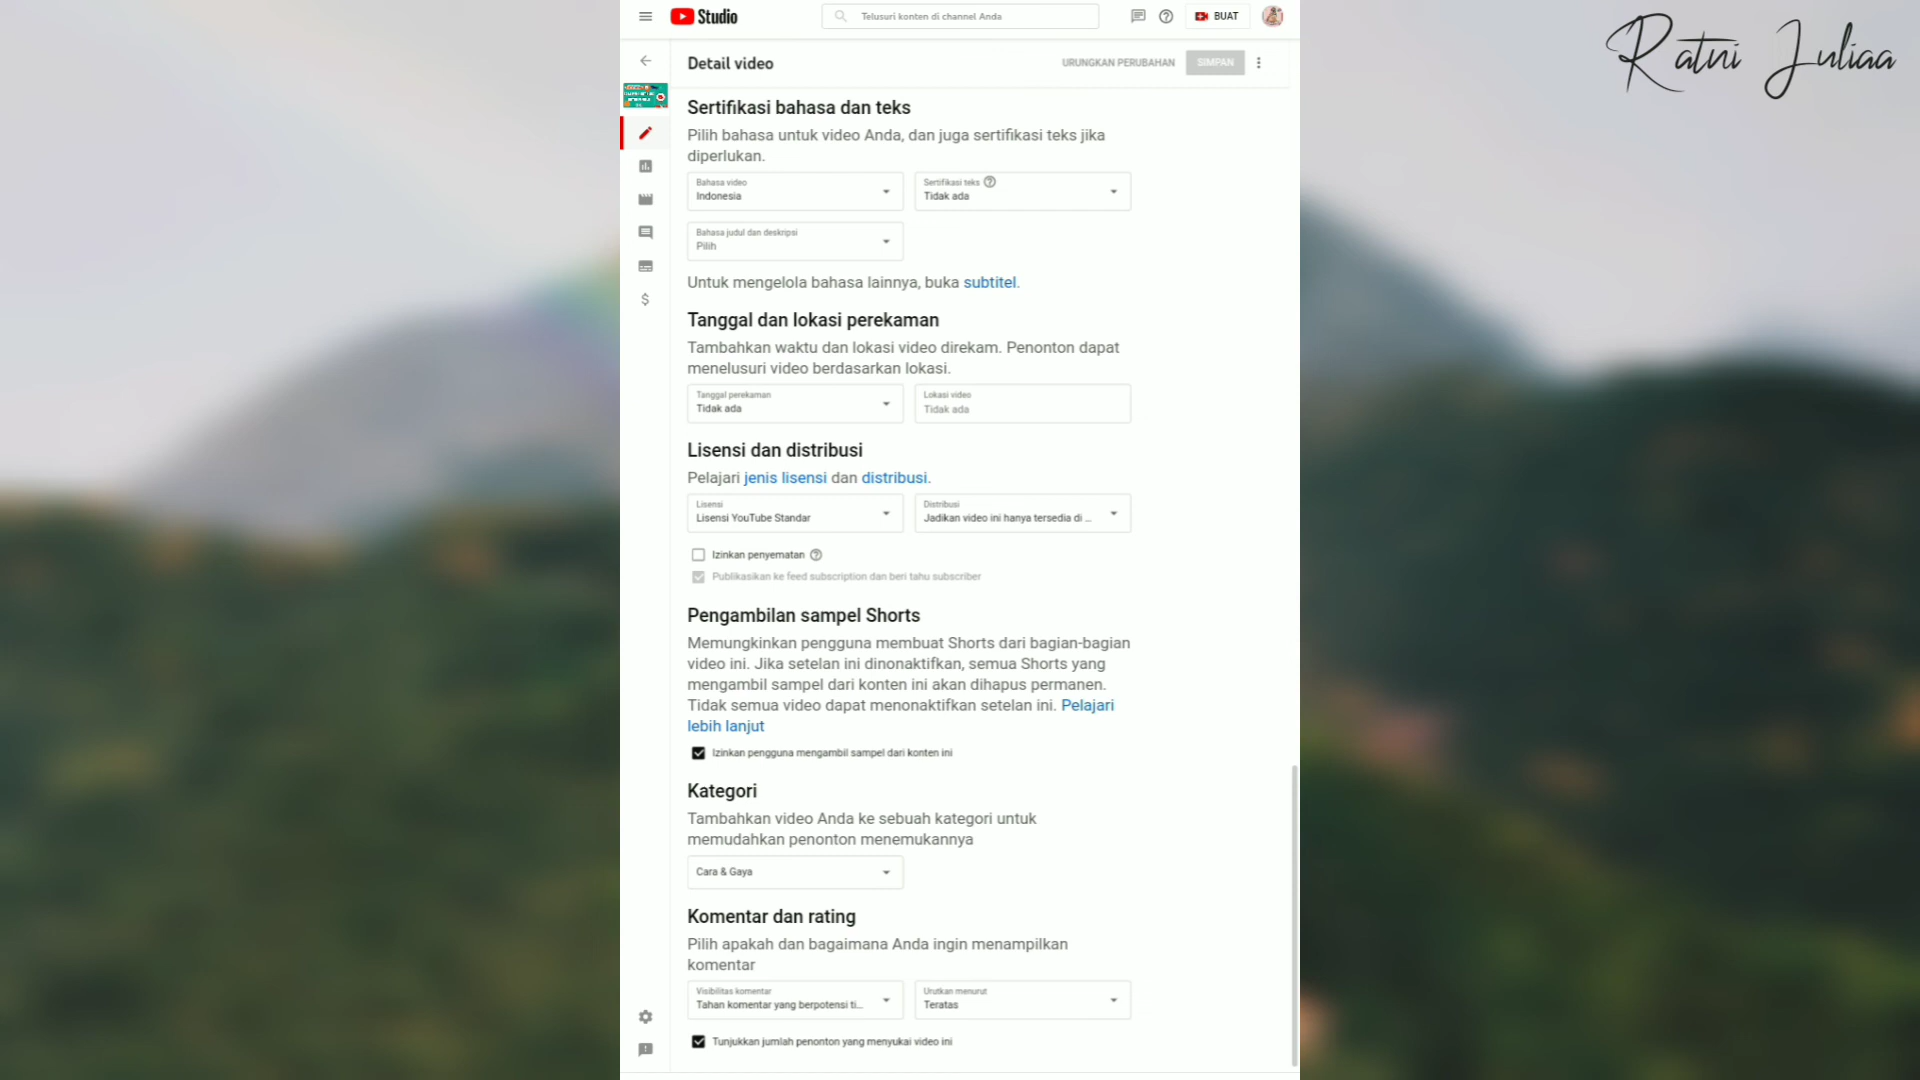 Studio
Telusuri konten di channel Anda
BUAT
Ratni Juliaa
Detail video
URUNGKAN PERUBAHAN
SIMPAN
Sertifikasi bahasa dan teks
Pilih bahasa untuk video Anda, dan juga sertifikasi teks jika
diperlukan.
Bahasa video
Indonesia
Sertifikasi teks
Tidak ada
Bahasa judul dan deskripsi
Pilih
Untuk mengelola bahasa lainnya, buka subtitel.
Tanggal dan lokasi perekaman
Tambahkan waktu dan lokasi video direkam. Penonton dapat
menelusuri video berdasarkan lokasi.
Tanggal perekaman
Tidak ada
Lokasi video
Tidak ada
Lisensi dan distribusi
Pelajari jenis lisensi dan distribusi.
Lisensi
Lisensi YouTube Standar
Distribusi
Jadikan video ini hanya tersedia di ...
Izinkan penyematan
Publikasikan ke feed subscription dan beri tahu subscriber
Pengambilan sampel Shorts
Memungkinkan pengguna membuat Shorts dari bagian-bagian
video ini. Jika setelan ini dinonaktifkan, semua Shorts yang
mengambil sampel dari konten ini akan dihapus permanen.
Tidak semua video dapat menonaktifkan setelan ini. Pelajari
lebih lanjut
Izinkan pengguna mengambil sampel dari konten ini
Kategori
Tambahkan video Anda ke sebuah kategori untuk
memudahkan penonton menemukannya
Cara & Gaya
Komentar dan rating
Pilih apakah dan bagaimana Anda ingin menampilkan
komentar
Visibilitas komentar
Tahan komentar yang berpotensi ti...
Urutkan menurut
Teratas
Tunjukkan jumlah penonton yang menyukai video ini